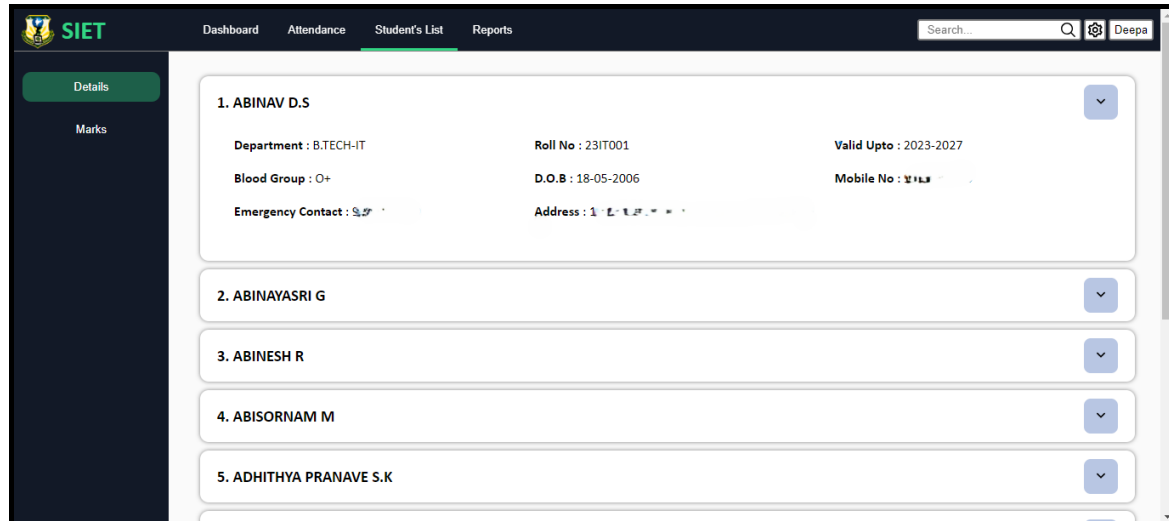 SIET Dashboard Attendance Student's List Reports Search... Deepa
Details
Marks
1. ABINAV D.S
Department : B.TECH-IT Roll No : 23IT001 Valid Upto : 2023-2027
Blood Group : O+ D.O.B : 18-05-2006 Mobile No :
Emergency Contact : Address :
2. ABINAYASRI G
3. ABINESH R
4. ABISORNAM M
5. ADHITHYA PRANAVE S.K